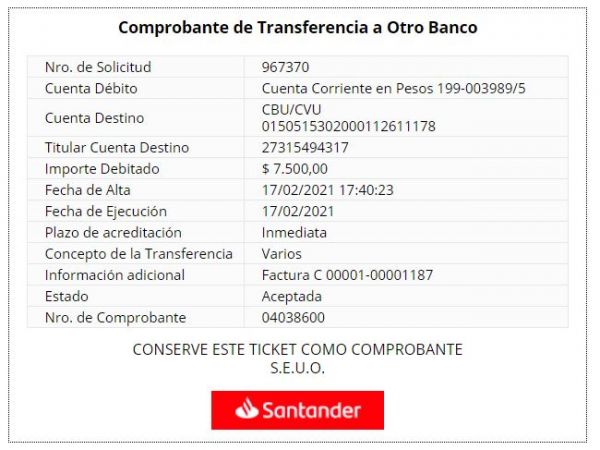 Comprobante de Transferencia a Otro Banco
Nro. de Solicitud 967370
Cuenta Débito Cuenta Corriente en Pesos 199-003989/5
Cuenta Destino CBU/CVU
0150515302000112611178
Titular Cuenta Destino 27315494317
Importe Debitado $ 7.500,00
Fecha de Alta 17/02/2021 17:40:23
Fecha de Ejecución 17/02/2021
Plazo de acreditación Inmediata
Concepto de la Transferencia Varios
Información adicional Factura C 00001-00001187
Estado Aceptada
Nro. de Comprobante 04038600
CONSERVE ESTE TICKET COMO COMPROBANTE
S.E.U.O.
Santander